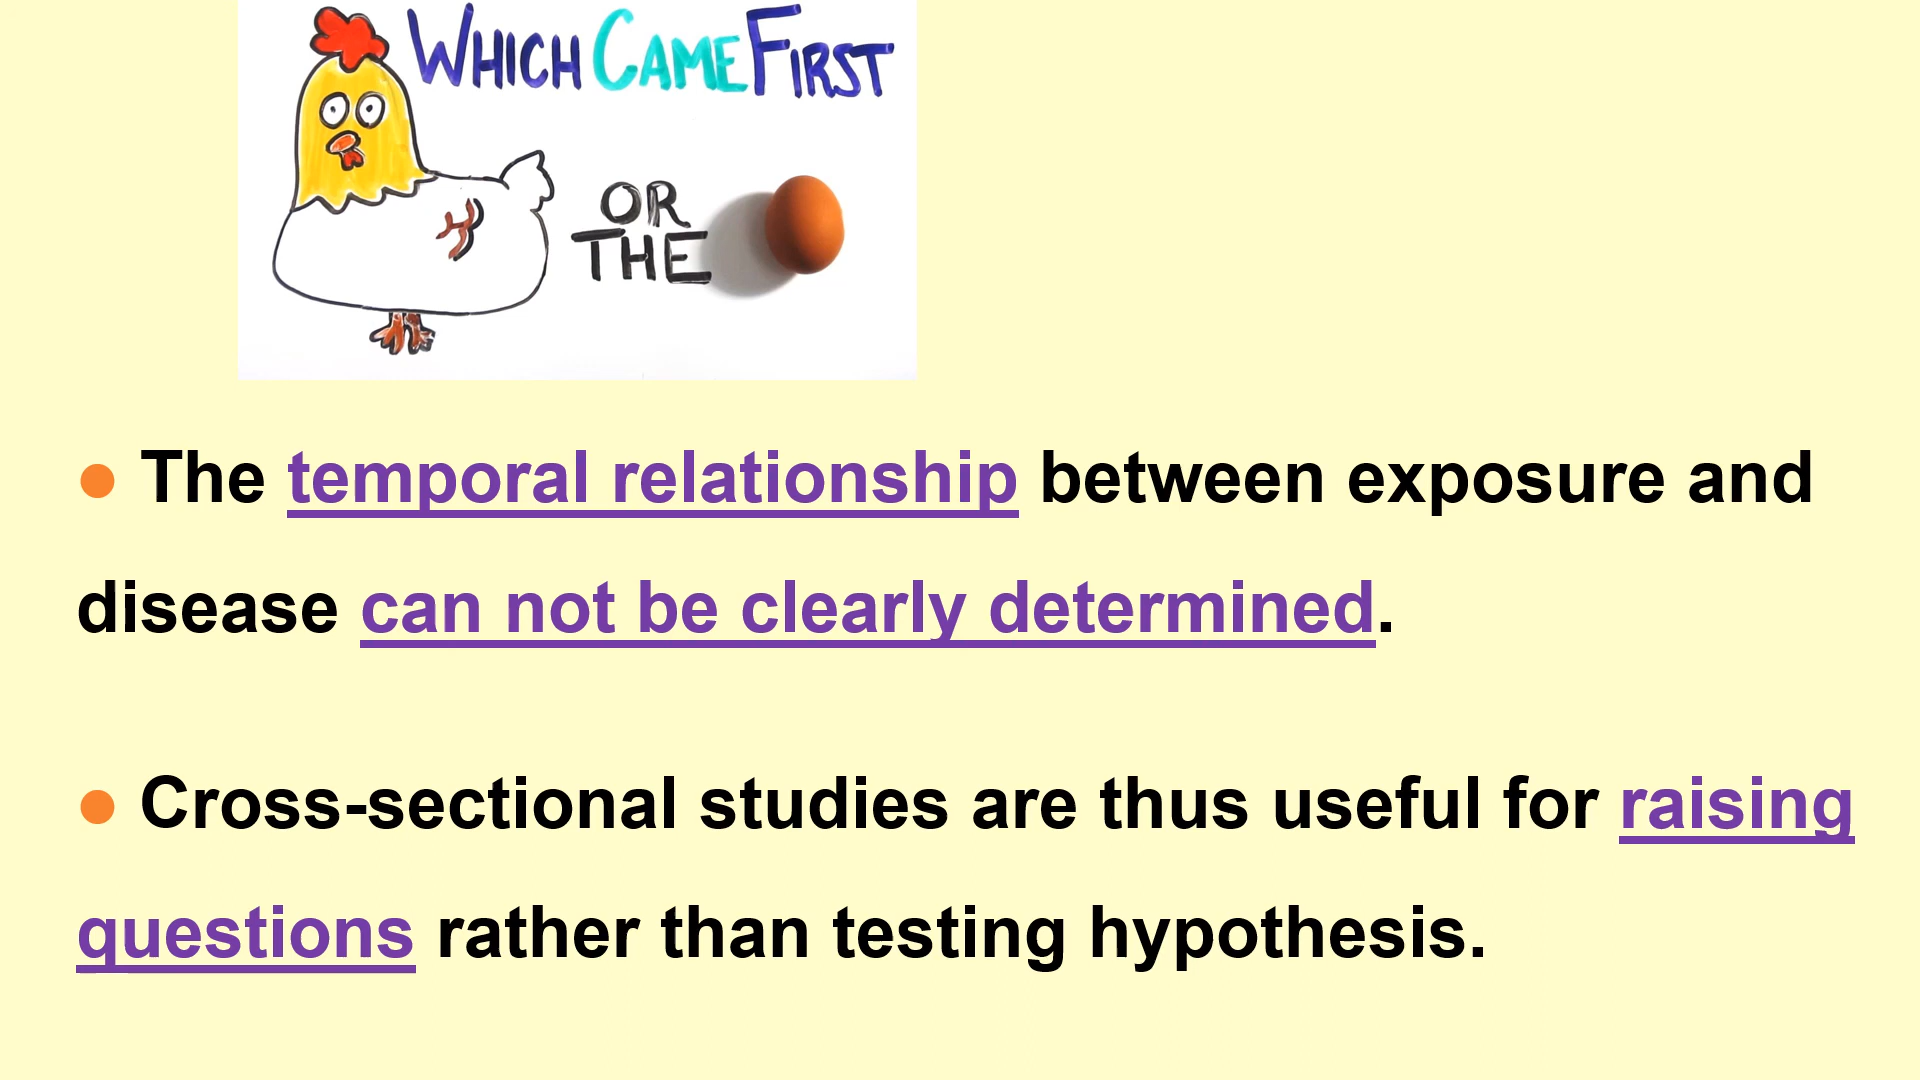 WHICH CAME FIRST
OR
THE
● The temporal relationship between exposure and
disease can not be clearly determined.
● Cross-sectional studies are thus useful for raising
questions rather than testing hypothesis.